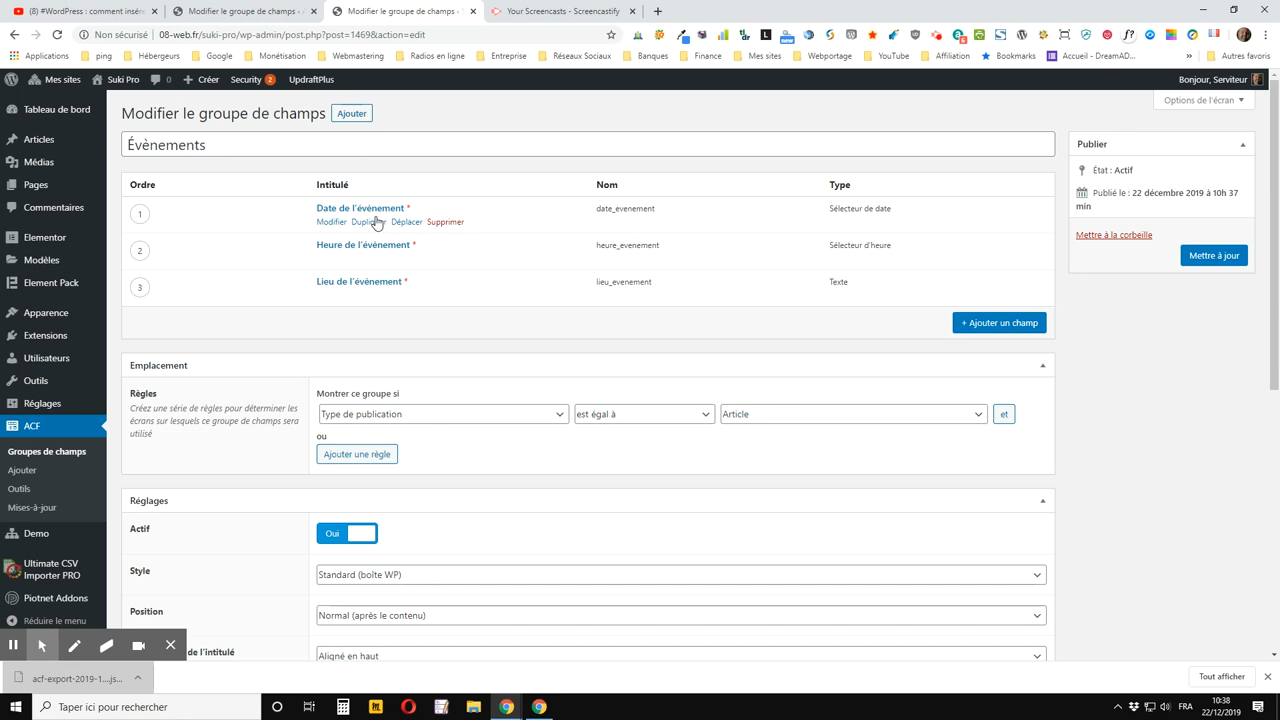 (8) #WordPress : comment insére
Modifier le groupe de champs ‹
Modifier le groupe de champs ‹
Your Screencasts - Screencastify
Non sécurisé
08-web.fr/suki-pro/wp-admin/post.php?post=1469&action=edit
Applications
ping
Hébergeurs
Google
Monétisation
Webmastering
Radios en ligne
Entreprise
Réseaux Sociaux
Banques
Finance
Mes sites
Webportage
YouTube
Affiliation
Bookmarks
Accueil - DreamAD...
»
Autres favoris
Mes sites
Suki Pro
0
Créer
Security 2
UpdraftPlus
Bonjour, Serviteur
Tableau de bord
Articles
Médias
Pages
Commentaires
Elementor
Modèles
Element Pack
Apparence
Extensions
Utilisateurs
Outils
Réglages
ACF
Groupes de champs
Ajouter
Outils
Mises-à-jour
Demo
Ultimate CSV
Importer PRO
Piotnet Addons
Réduire le menu
Options de l'écran
Modifier le groupe de champs
Ajouter
Évènements
Ordre
Intitulé
Nom
Type
1
Date de l'événement *
date_evenement
Sélecteur de date
Modifier
Déplacer
Supprimer
2
Heure de l'événement *
heure_evenement
Sélecteur d'heure
3
Lieu de l'événement *
lieu_evenement
Texte
+ Ajouter un champ
Emplacement
Règles
Créez une série de règles pour déterminer les
écrans sur lesquels ce groupe de champs sera
utilisé
Montrer ce groupe si
Type de publication
est égal à
Article
et
ou
Ajouter une règle
Réglages
Actif
Oui
Style
Standard (boîte WP)
Position
Normal (après le contenu)
de l'intitulé
Aligné en haut
Publier
État : Actif
Publié le : 22 décembre 2019 à 10h 37
min
Mettre à la corbeille
Mettre à jour
acf-export-2019-1....js...
Tout afficher
Taper ici pour rechercher
FRA
10:38
22/12/2019